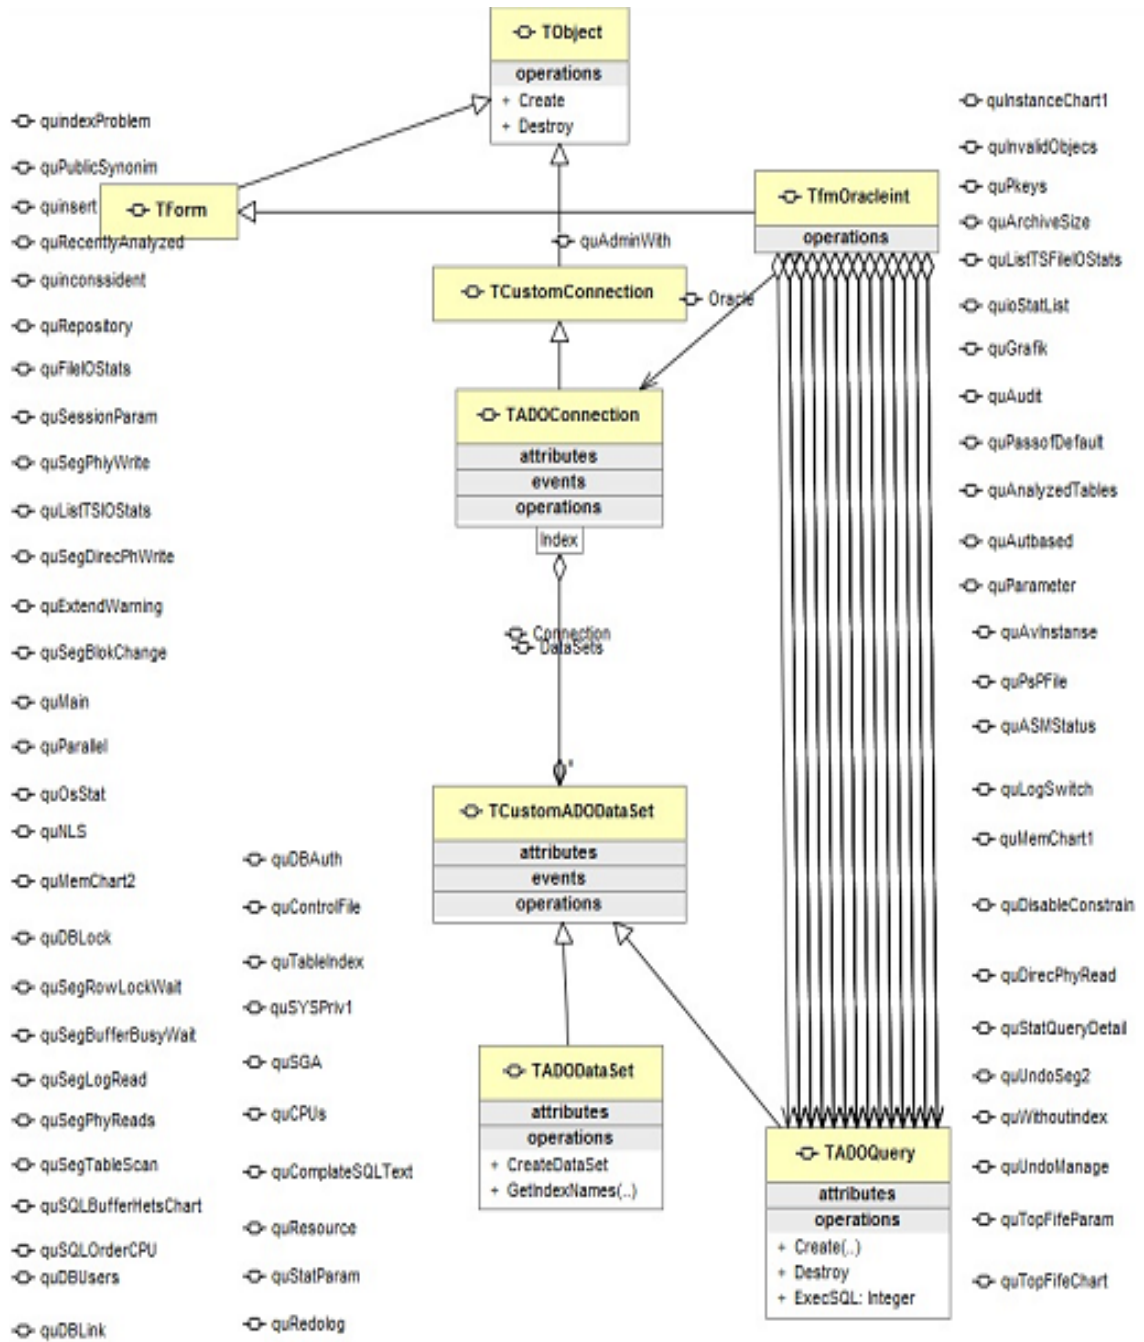 TObject
operations
+ Create
+ Destroy
quindexProblem
quPublicSynonim
quinsert
TForm
quRecentlyAnalyzed
quinconssident
quRepository
quFileIOStats
quSessionParam
quSegPhlyWrite
quListTSIOStats
quSegDirecPhWrite
quExtendWarning
quSegBlokChange
quMain
quParallel
quOsStat
quNLS
quMemChart2
quDBLock
quSegRowLockWait
quSegBufferBusyWait
quSegLogRead
quSegPhyReads
quSegTableScan
quSQLBufferHetsChart
quSQLOrderCPU
quDBUsers
quDBLink
quDBAuth
quControlFile
quTableIndex
quSYSPriv1
quSGA
quCPUs
quComplateSQLText
quResource
quStatParam
quRedolog
quAdminWith
TCustomConnection
Oracle
TADOConnection
attributes
events
operations
Index
Connection
DataSets
*
TCustomADODataSet
attributes
events
operations
TADODataSet
attributes
operations
+ CreateDataSet
+ GetIndexNames(..)
TfmOracleint
operations
TADOQuery
attributes
operations
+ Create(..)
+ Destroy
+ ExecSQL: Integer
quInstanceChart1
quInvalidObjecs
quPkeys
quArchiveSize
quListTSFileIOStats
quioStatList
quGrafik
quAudit
quPassofDefault
quAnalyzedTables
quAutbased
quParameter
quAvInstanse
quPsPFile
quASMStatus
quLogSwitch
quMemChart1
quDisableConstrain
quDirecPhyRead
quStatQueryDetail
quUndoSeg2
quWithoutindex
quUndoManage
quTopFifeParam
quTopFifeChart